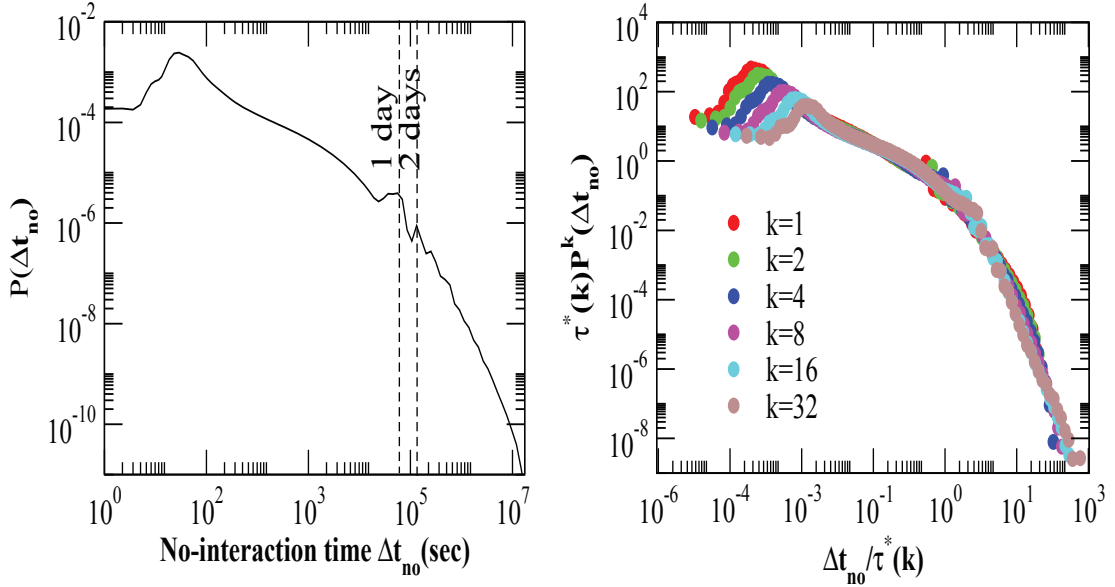 10^-2
10^-4
10^-6
10^-8
10^-10
P(Δt_no)
1 day
2 days
10^0
10^2
10^3
10^5
10^7
No-interaction time Δt_no(sec)
10^4
10^2
10^0
10^-2
10^-4
10^-6
10^-8
τ*(k)P^k(Δt_no)
k=1
k=2
k=4
k=8
k=16
k=32
10^-6
10^-4
10^-3
10^-1
10^0
10^1
10^3
Δt_no/τ*(k)